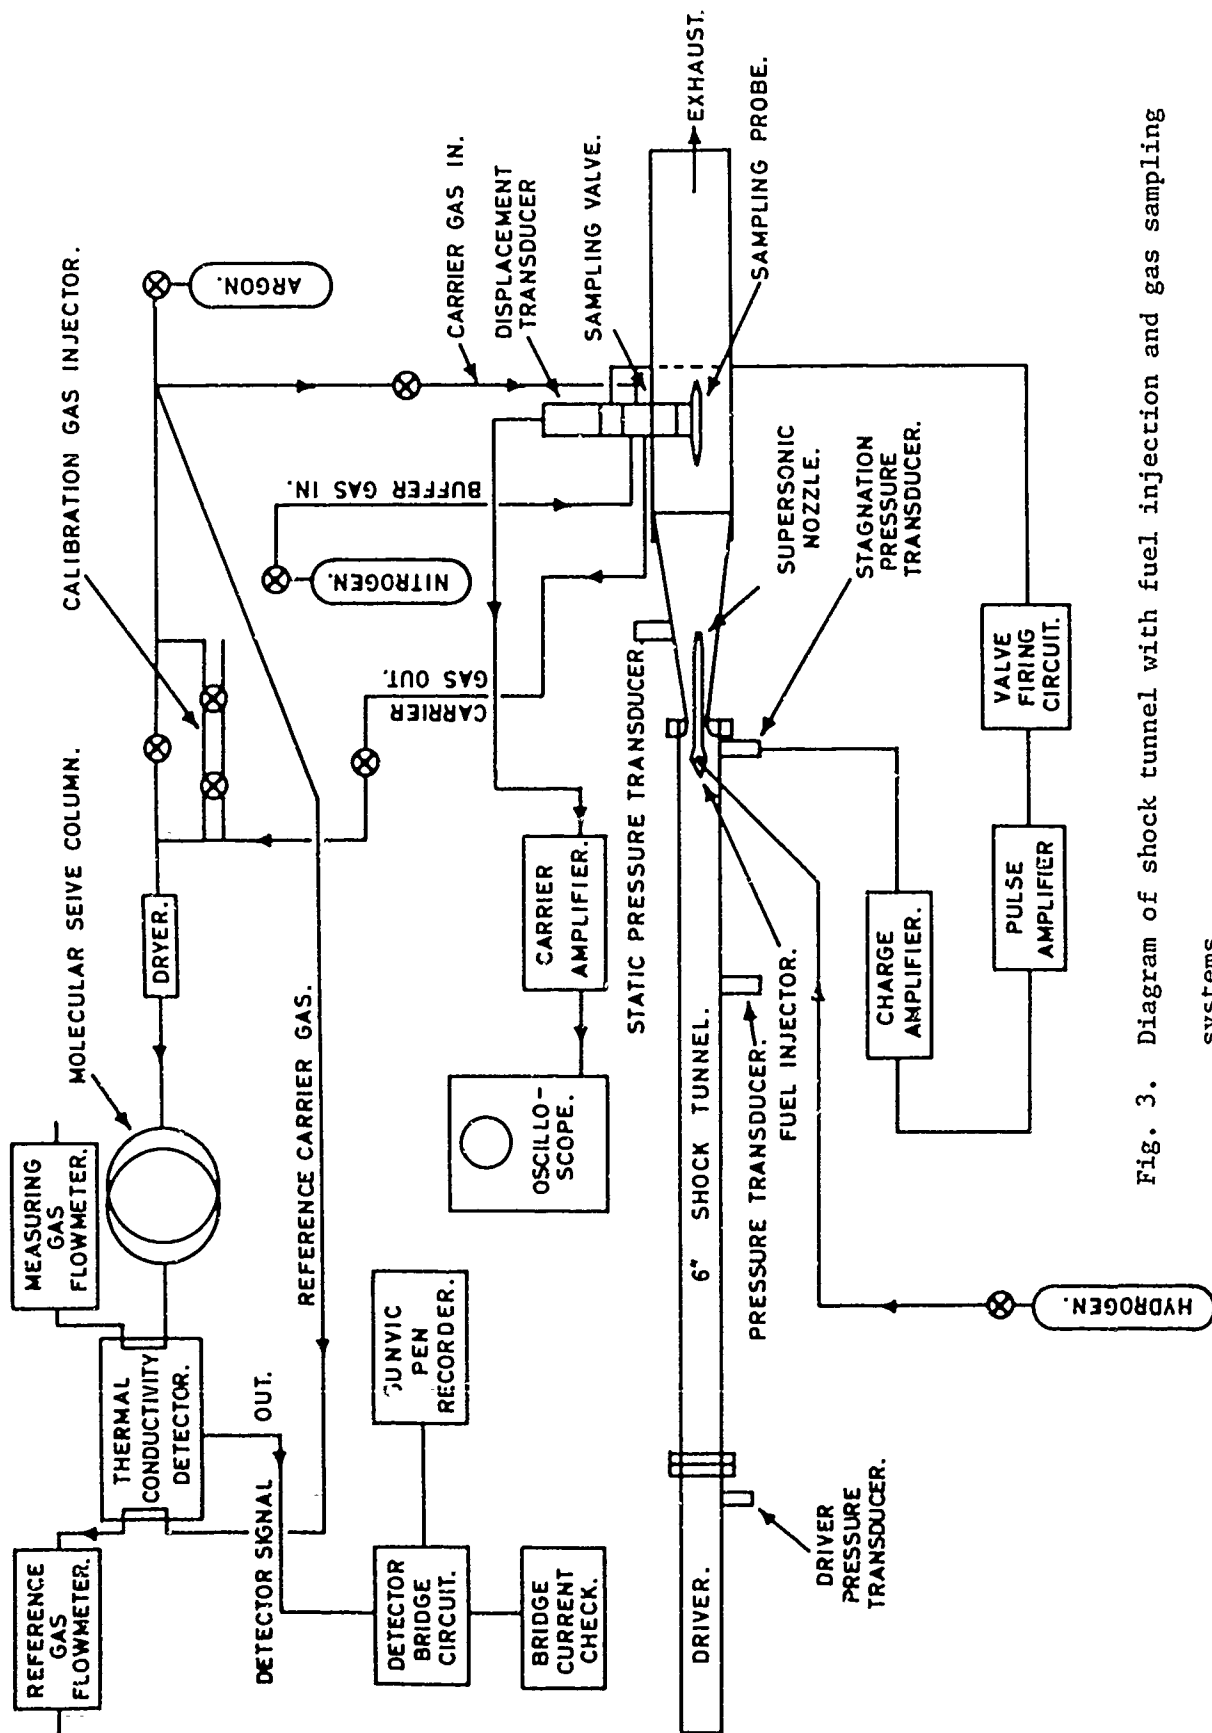 REFERENCE
GAS
FLOWMETER.
MEASURING
GAS
FLOWMETER.
MOLECULAR SEIVE COLUMN.
CALIBRATION GAS INJECTOR.
THERMAL
CONDUCTIVITY
DETECTOR.
DRYER.
ARGON.
DETECTOR SIGNAL OUT.
REFERENCE CARRIER GAS.
NITROGEN.
BUFFER GAS IN.
CARRIER GAS IN.
CARRIER
GAS OUT.
DISPLACEMENT
TRANSDUCER
SAMPLING VALVE.
DETECTOR
BRIDGE
CIRCUIT.
PEN
RECORDER.
BRIDGE
CURRENT
CHECK.
OSCILLO-
SCOPE.
CARRIER
AMPLIFIER.
STATIC PRESSURE TRANSDUCER
EXHAUST.
DRIVER.
6" SHOCK TUNNEL.
SAMPLING PROBE.
DRIVER
PRESSURE
TRANSDUCER.
PRESSURE TRANSDUCER.
FUEL INJECTOR.
SUPERSONIC
NOZZLE.
STAGNATION
PRESSURE
TRANSDUCER.
CHARGE
AMPLIFIER.
PULSE
AMPLIFIER
VALVE
FIRING
CIRCUIT.
HYDROGEN.
Fig. 3. Diagram of shock tunnel with fuel injection and gas sampling
systems